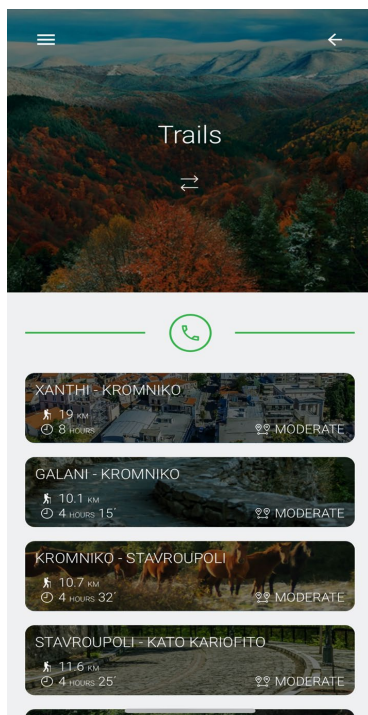 Trails
XANTHI - KROMNIKO
19 KM
8 HOURS
MODERATE
GALANI - KROMNIKO
10.1 KM
4 HOURS 15'
MODERATE
KROMNIKO - STAVROUPOLI
10.7 KM
4 HOURS 32'
MODERATE
STAVROUPOLI - KATO KARIOFITO
11.6 KM
4 HOURS 25'
MODERATE